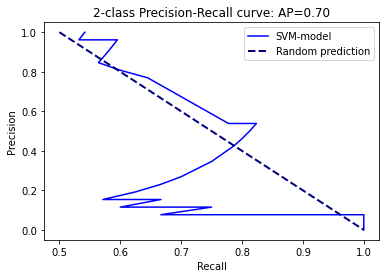 2-class Precision-Recall curve: AP=0.70
SVM-model
Random prediction
Precision
1.0
0.8
0.6
0.4
0.2
0.0
0.5 0.6 0.7 0.8 0.9 1.0
Recall